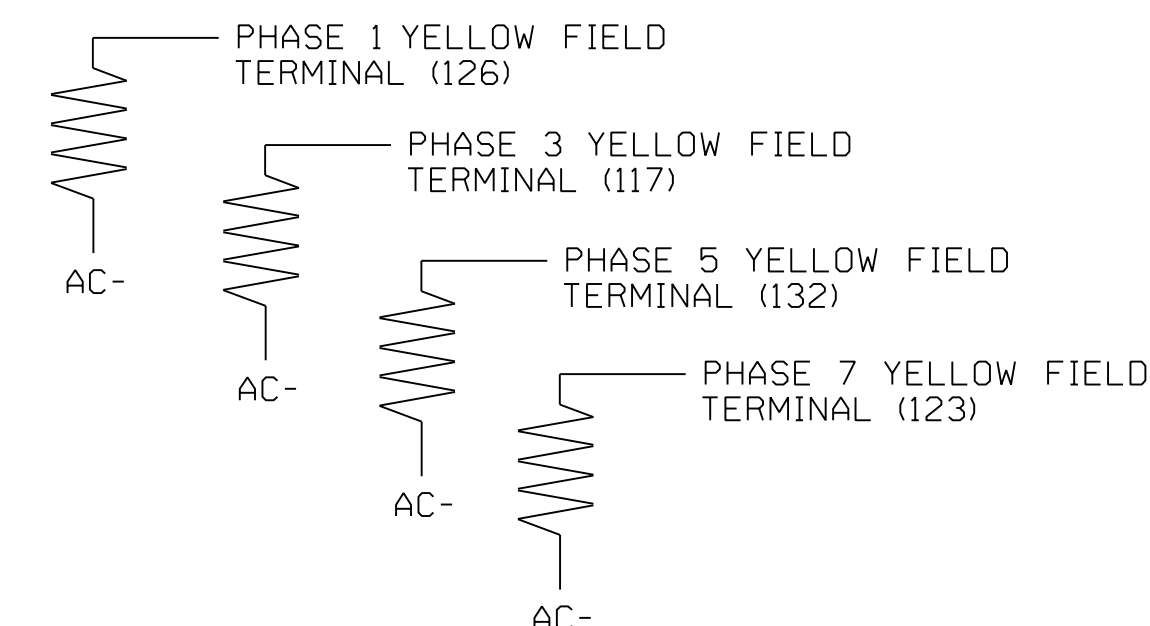 PHASE 1 YELLOW FIELD
TERMINAL (126)
AC-
PHASE 3 YELLOW FIELD
TERMINAL (117)
AC-
PHASE 5 YELLOW FIELD
TERMINAL (132)
AC-
PHASE 7 YELLOW FIELD
TERMINAL (123)
AC-